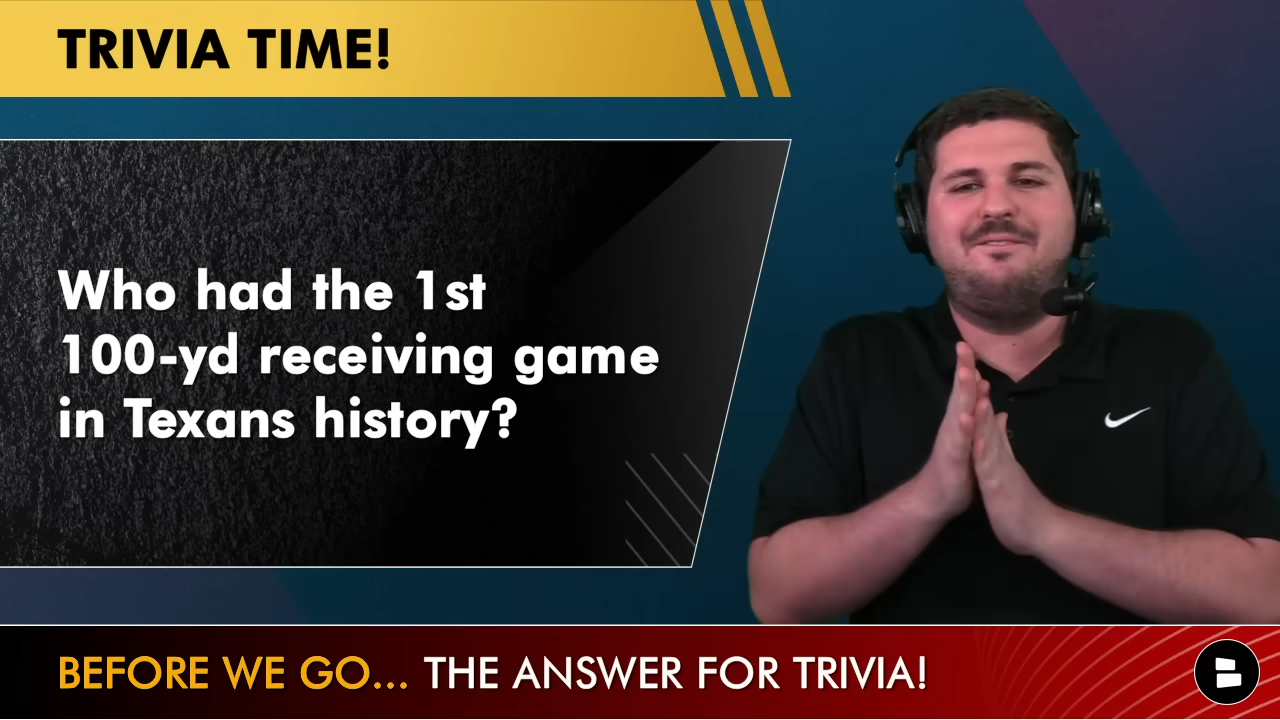 TRIVIA TIME!
Who had the 1st
100-yd receiving game
in Texans history?
BEFORE WE GO... THE ANSWER FOR TRIVIA!